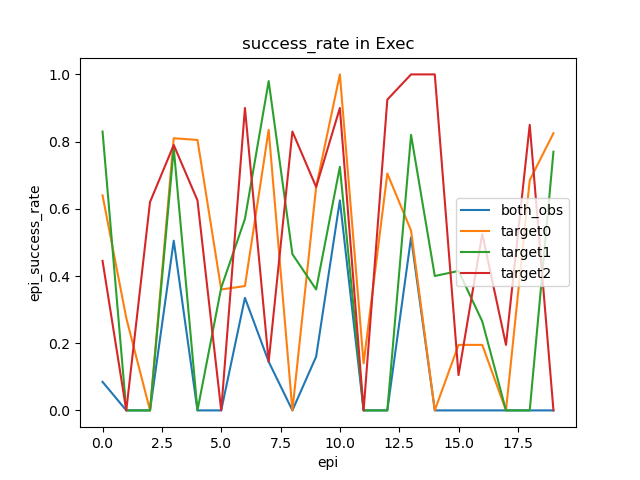 success_rate in Exec
epi_success_rate
1.0
0.8
0.6
0.4
0.2
0.0
both_obs
target0
target1
target2
0.0 2.5 5.0 7.5 10.0 12.5 15.0 17.5
epi